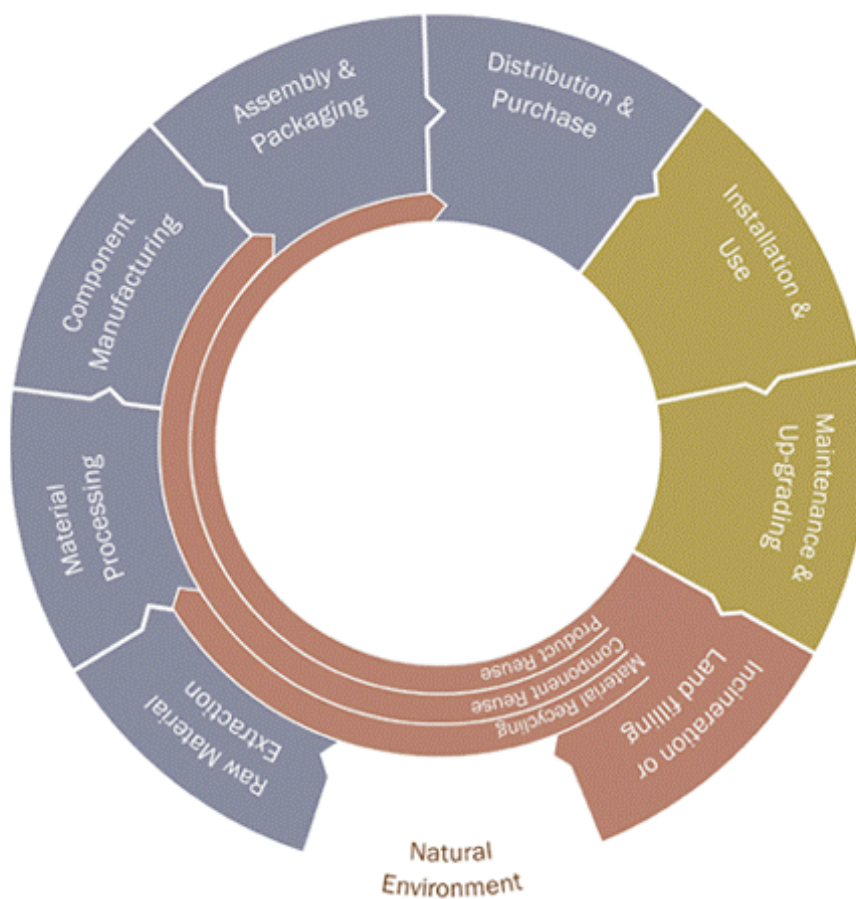 Assembly &
Packaging
Distribution &
Purchase
Installation &
Use
Maintenance &
Up-grading
Incineration or
Land filling
Product Reuse
Component Reuse
Material Recycling
Raw Material
Extraction
Material
Processing
Component
Manufacturing
Natural
Environment